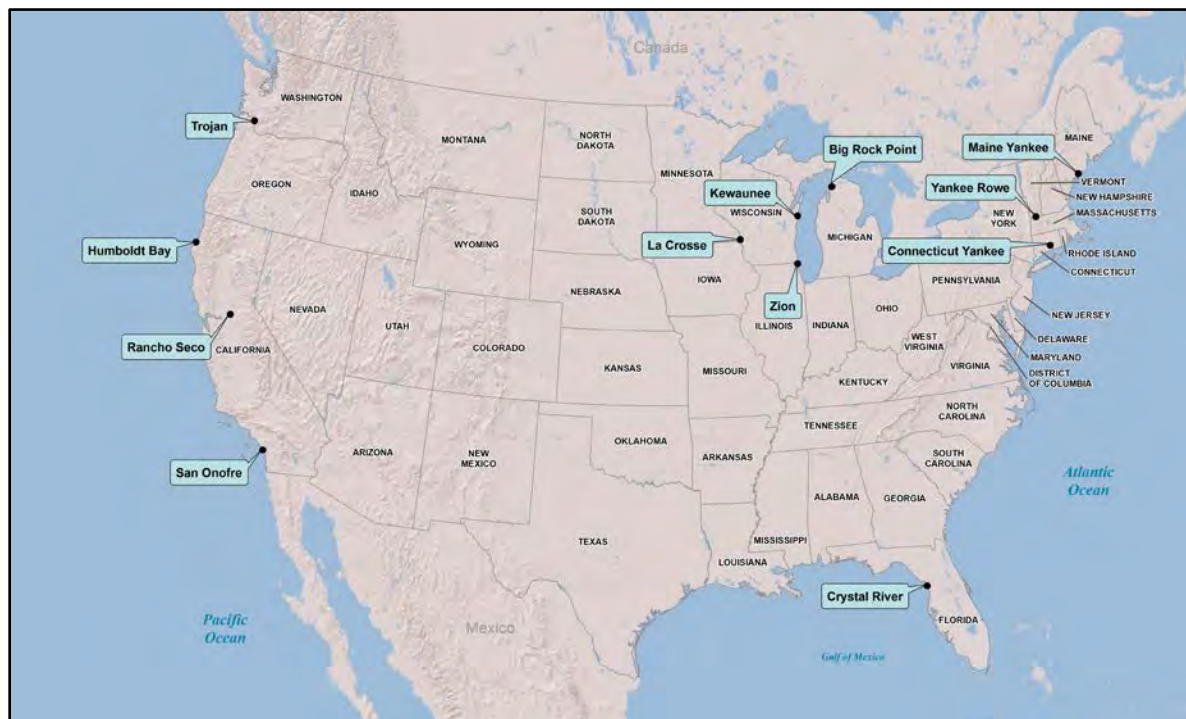 Canada
WASHINGTON
Trojan
MONTANA
NORTH
DAKOTA
MINNESOTA
Big Rock Point
Maine Yankee
MAINE
OREGON
IDAHO
SOUTH
DAKOTA
Kewaunee
WISCONSIN
Yankee Rowe
VERMONT
NEW HAMPSHIRE
MASSACHUSETTS
NEW
YORK
WYOMING
La Crosse
MICHIGAN
Humboldt Bay
Connecticut Yankee
RHODE ISLAND
CONNECTICUT
IOWA
PENNSYLVANIA
NEBRASKA
Zion
NEVADA
UTAH
ILLINOIS
INDIANA
OHIO
NEW JERSEY
Rancho Seco
CALIFORNIA
COLORADO
WEST
VIRGINIA
DELAWARE
MARYLAND
DISTRICT
OF COLUMBIA
KANSAS
MISSOURI
KENTUCKY
VIRGINIA
NORTH
CAROLINA
TENNESSEE
OKLAHOMA
ARKANSAS
SOUTH
CAROLINA
San Onofre
ARIZONA
NEW
MEXICO
Atlantic
Ocean
ALABAMA
GEORGIA
TEXAS
MISSISSIPPI
LOUISIANA
Crystal River
FLORIDA
Pacific
Ocean
Mexico
Gulf of Mexico